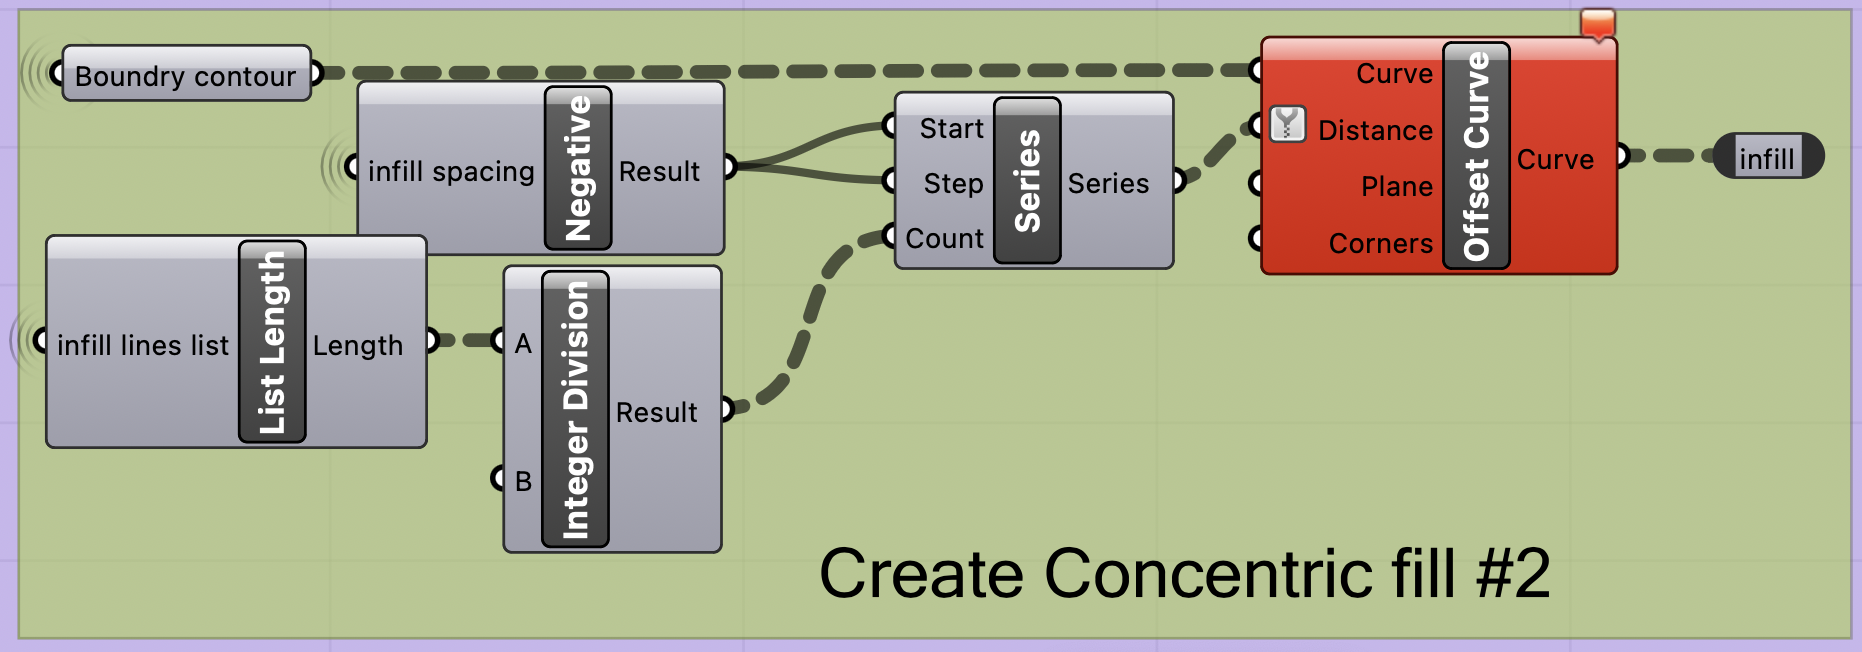 Boundry contour
infill spacing
Negative
Result
infill lines list
List Length
Length
A
B
Integer Division
Result
Start
Step
Count
Series
Series
Curve
Distance
Plane
Corners
Offset Curve
Curve
infill
Create Concentric fill #2